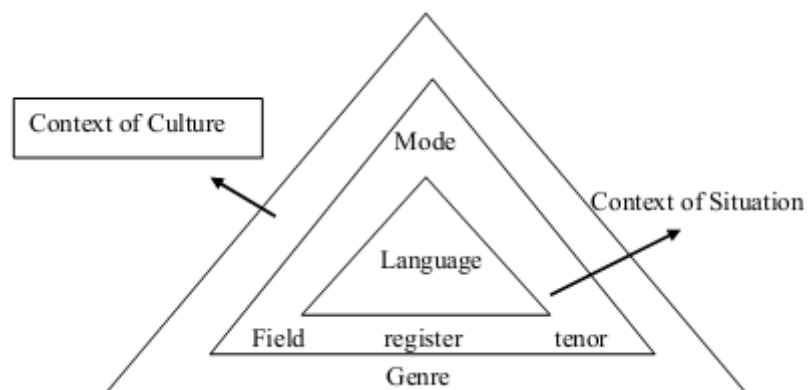 Context of Culture
Mode
Context of Situation
Language
Field register tenor
Genre